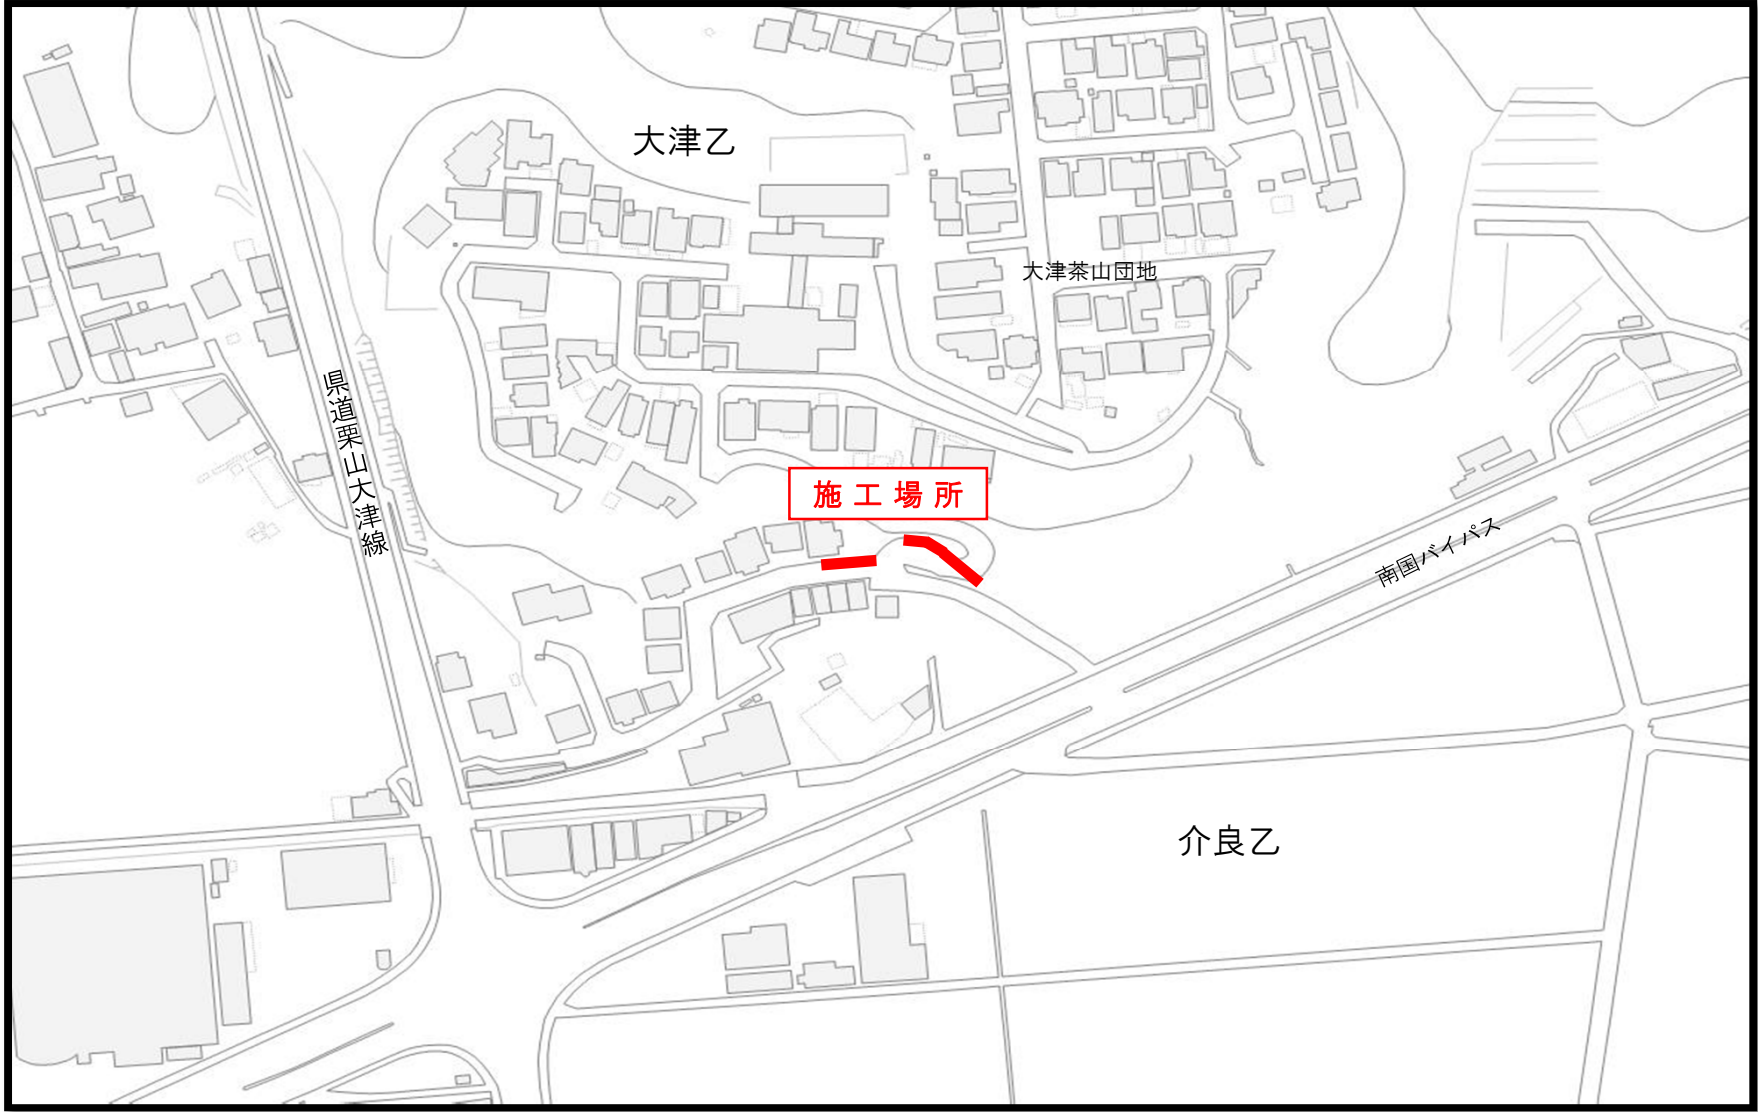 大津乙
大津茶山団地
県道栗山大津線
施工場所
南国バイパス
介良乙